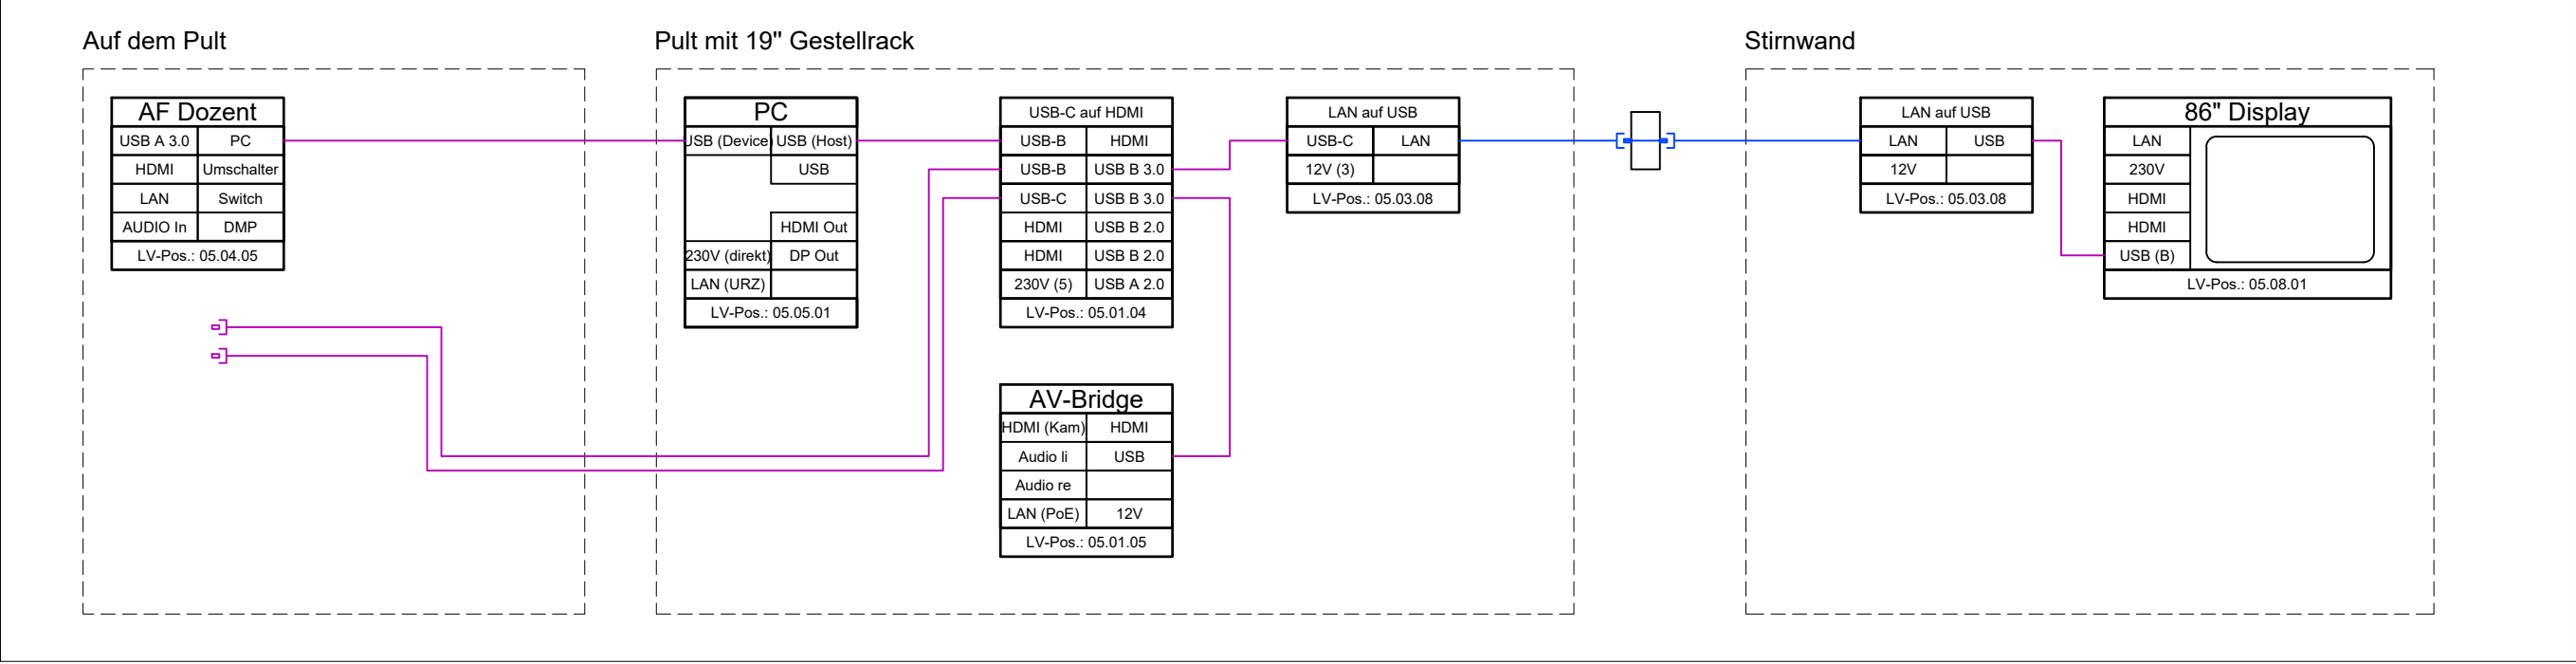 Auf dem Pult
Pult mit 19" Gestellrack
Stirnwand
AF Dozent
USB A 3.0 PC
HDMI Umschalter
LAN Switch
AUDIO In DMP
LV-Pos.: 05.04.05
PC
USB (Device) USB (Host)
USB
HDMI Out
230V (direkt) DP Out
LAN (URZ)
LV-Pos.: 05.05.01
USB-C auf HDMI
USB-B HDMI
USB-B USB B 3.0
USB-C USB B 3.0
HDMI USB B 2.0
HDMI USB B 2.0
230V (5) USB A 2.0
LV-Pos.: 05.01.04
AV-Bridge
HDMI (Kam) HDMI
Audio li USB
Audio re
LAN (PoE) 12V
LV-Pos.: 05.01.05
LAN auf USB
USB-C LAN
12V (3)
LV-Pos.: 05.03.08
LAN auf USB
LAN USB
12V
LV-Pos.: 05.03.08
86" Display
LAN
230V
HDMI
HDMI
USB (B)
LV-Pos.: 05.08.01